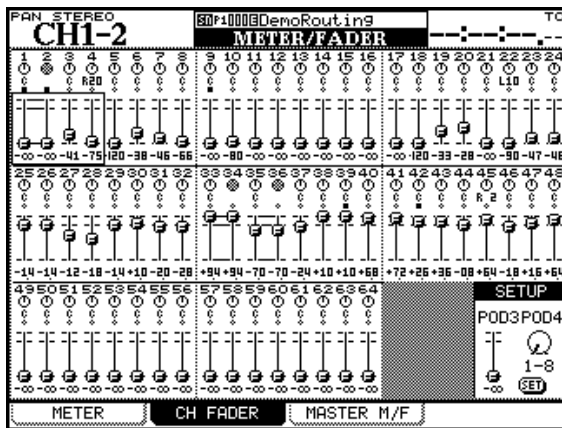 PAN STEREO
CH1-2
DemoRouting
METER/FADER
TC
--:--:--.--
1 2 3 4 5 6 7 8 9 10 11 12 13 14 15 16 17 18 19 20 21 22 23 24
C C C R20 C C C C C C C C C C C C C C C C C L10 C C
-∞ -∞ -41 -75 -120 -38 -46 -66 -∞ -80 -∞ -∞ -∞ -∞ -∞ -∞ -∞ -120 -33 -28 -∞ -90 -47 -46
25 26 27 28 29 30 31 32 33 34 35 36 37 38 39 40 41 42 43 44 45 46 47 48
R 2
-14 -14 -12 -18 -14 +10 -20 -28 +94 +94 -70 -70 -24 +10 +10 +68 +72 +26 +36 -08 +64 -18 +16 +64
49 50 51 52 53 54 55 56 57 58 59 60 61 62 63 64
SETUP
POD3 POD4
1-8
-∞ -∞ -∞ -∞ -∞ -∞ -∞ -∞ -∞ -∞ -∞ -∞ -∞ -∞ -∞ -∞ -∞ SET
METER CH FADER MASTER M/F